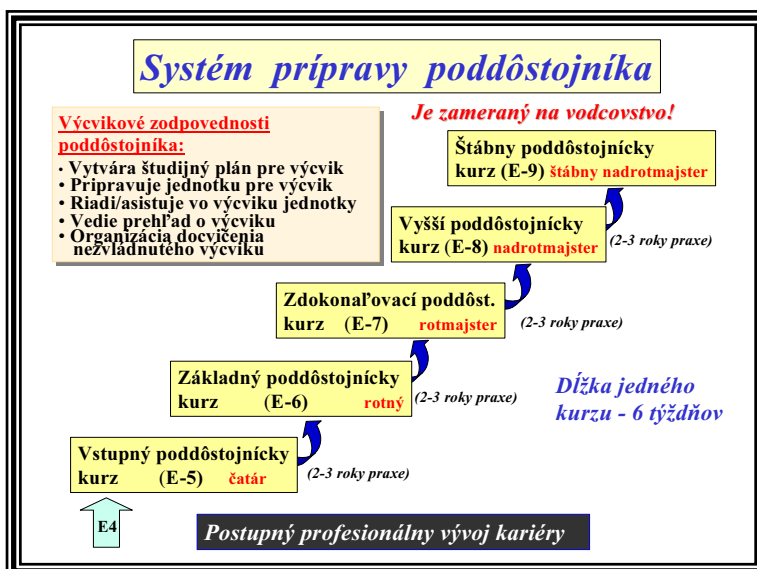 Systém prípravy poddôstojníka
Výcvikové zodpovednosti
poddôstojníka:
• Vytvára študijný plán pre výcvik
• Pripravuje jednotku pre výcvik
• Riadi/asistuje vo výcviku jednotky
• Vedie prehľad o výcviku
• Organizácia docvičenia
nezvládnutého výcviku
Je zameraný na vodcovstvo!
Štábny poddôstojnícky
kurz (E-9) štábny nadrotmajster
Vyšší poddôstojnícky
kurz (E-8) nadrotmajster
(2-3 roky praxe)
Zdokonaľovací poddôst.
kurz (E-7) rotmajster
(2-3 roky praxe)
Základný poddôstojnícky
kurz (E-6) rotný
(2-3 roky praxe)
Dĺžka jedného
kurzu - 6 týždňov
Vstupný poddôstojnícky
kurz (E-5) čatár
(2-3 roky praxe)
E4
Postupný profesionálny vývoj kariéry